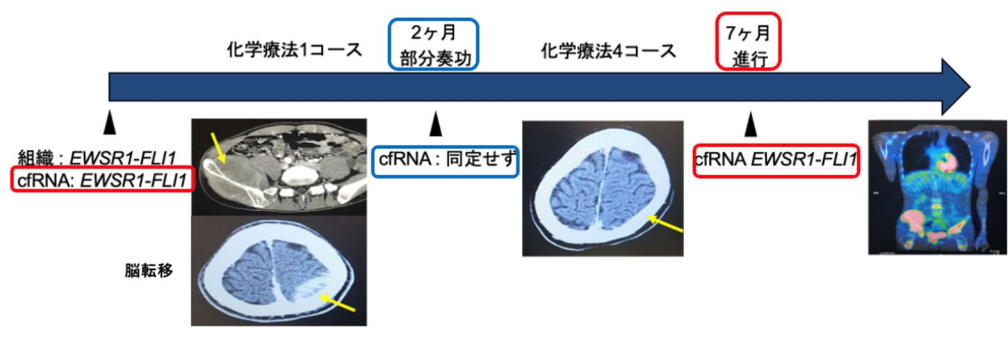 化学療法1コース
2ヶ月
部分奏功
化学療法4コース
7ヶ月
進行
組織 : EWSR1-FLI1
cfRNA: EWSR1-FLI1
cfRNA : 同定せず
cfRNA EWSR1-FLI1
脳転移